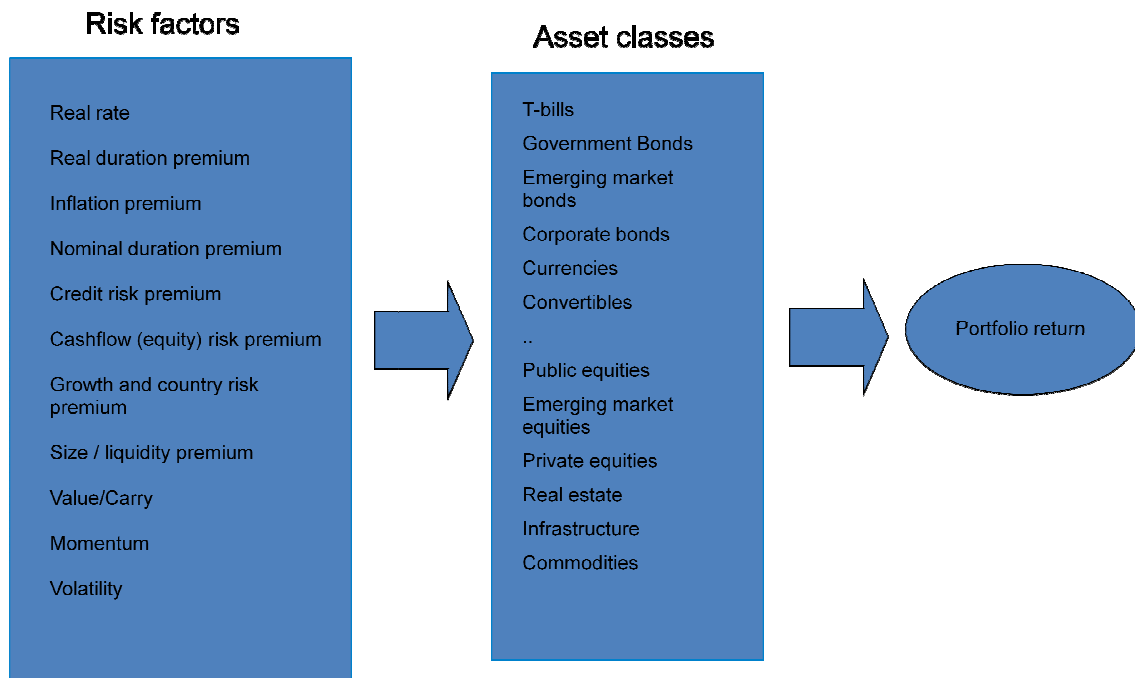 Risk factors
Real rate
Real duration premium
Inflation premium
Nominal duration premium
Credit risk premium
Cashflow (equity) risk premium
Growth and country risk
premium
Size / liquidity premium
Value/Carry
Momentum
Volatility
Asset classes
T-bills
Government Bonds
Emerging market
bonds
Corporate bonds
Currencies
Convertibles
..
Public equities
Emerging market
equities
Private equities
Real estate
Infrastructure
Commodities
Portfolio return